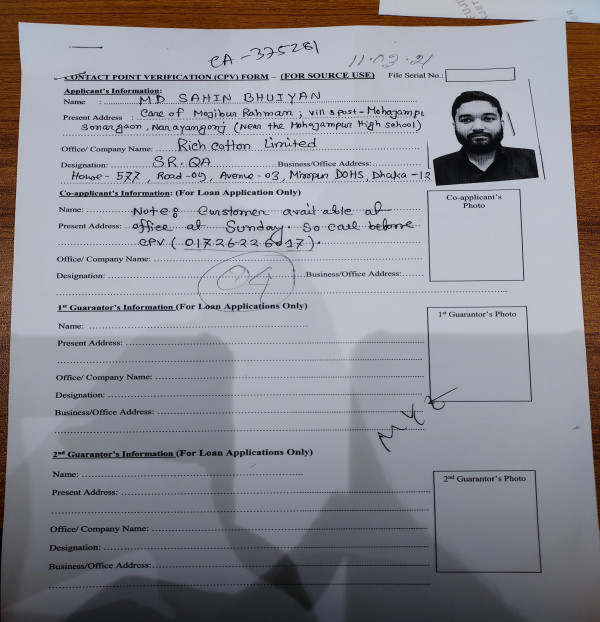 CA-375281
11.03.21
CONTACT POINT VERIFICATION (CPV) FORM – (FOR SOURCE USE) File Serial No.:
Applicant's Information:
Name : MD SAHIN BHUIYAN
Present Address : Care of Mojibur Rahman; vill & post-Mohajampur
Sonargaon, Narayangonj (Near the Mohajampur High school)
Office/ Company Name: Rich Cotton Limited
Designation: SR. QA Business/Office Address:
House-577, Road-09, Avenue-03, Mirpur DOHS, Dhaka-12
Co-applicant's Information: (For Loan Application Only)
Co-applicant's
Photo
Name: Note: Customer available at
Present Address: office at Sunday. So call before
CPV (01726226017).
Office/ Company Name:
04
Designation: Business/Office Address:
1st Guarantor's Information (For Loan Applications Only)
1st Guarantor's Photo
Name:
Present Address:
Office/ Company Name:
Designation:
Business/Office Address:
2nd Guarantor's Information (For Loan Applications Only)
Name:
2nd Guarantor's Photo
Present Address:
Office/ Company Name:
Designation:
Business/Office Address: